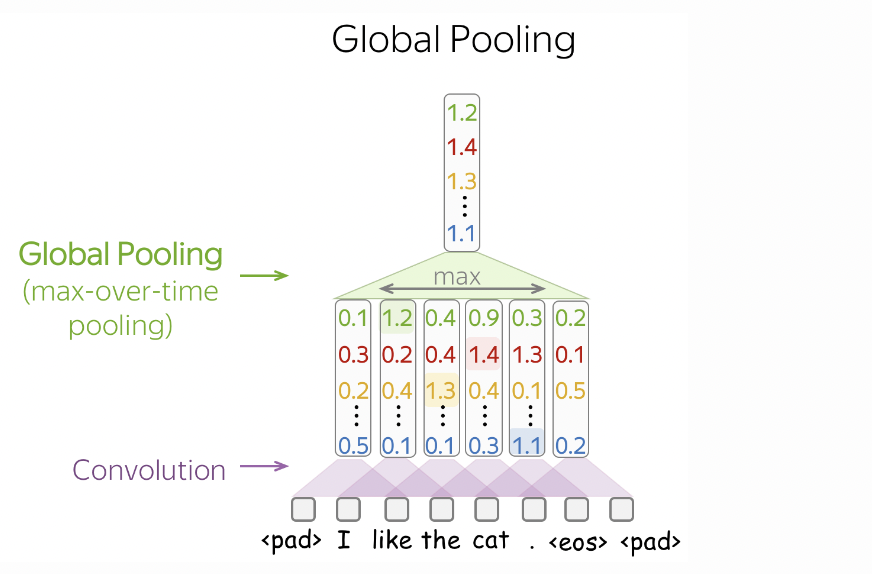 Global Pooling
1.2
1.4
1.3
1.1
Global Pooling
(max-over-time
pooling)
max
0.1 1.2 0.4 0.9 0.3 0.2
0.3 0.2 0.4 1.4 1.3 0.1
0.2 0.4 1.3 0.4 0.1 0.5
0.5 0.1 0.1 0.3 1.1 0.2
Convolution
<pad> I like the cat . <eos> <pad>